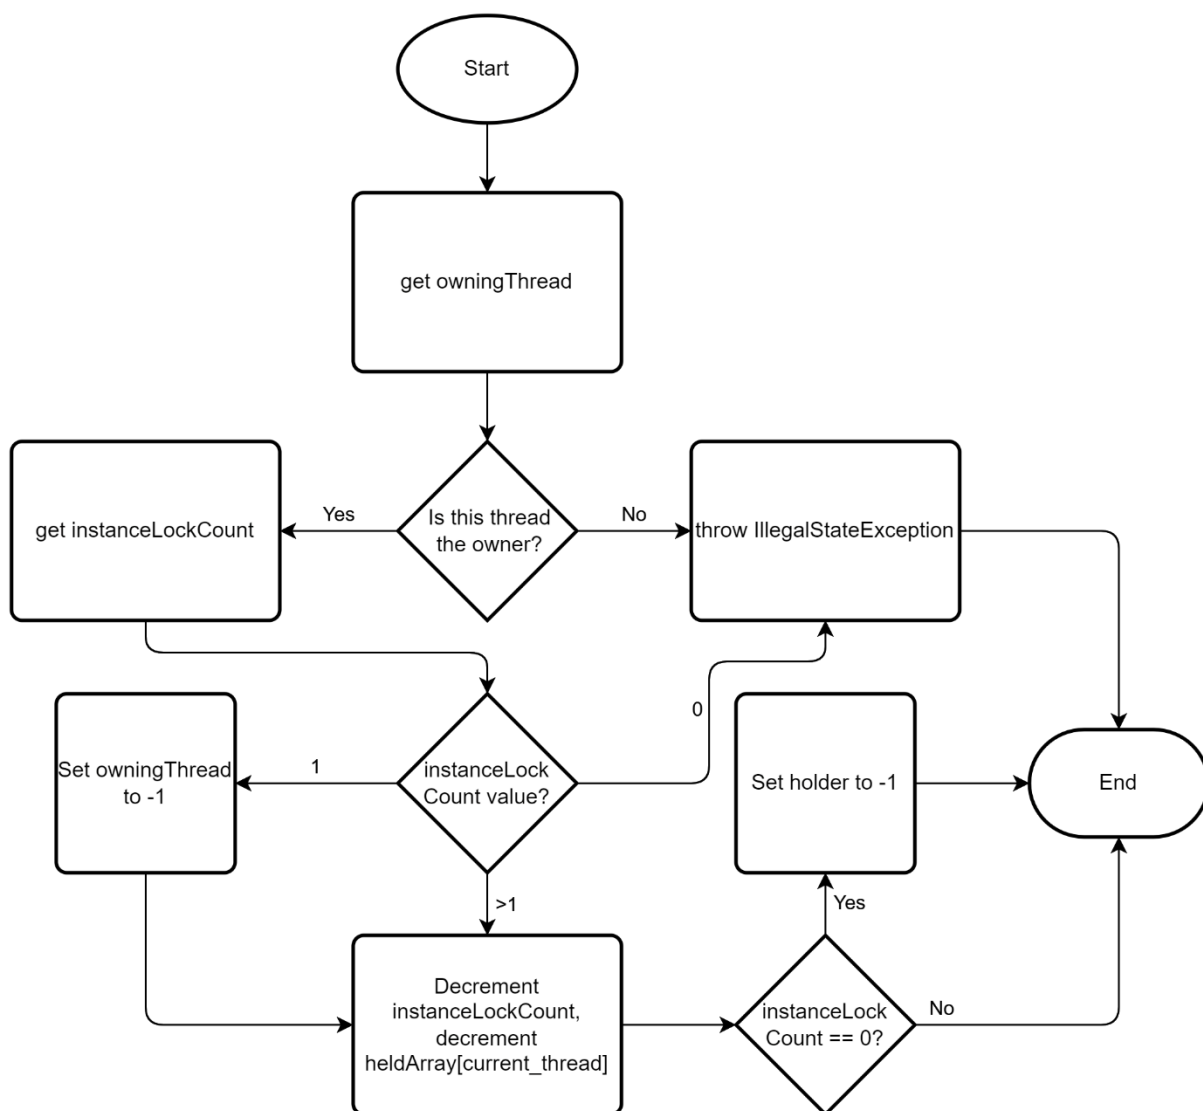 Start
get owningThread
Is this thread
the owner?
Yes
No
get instanceLockCount
throw IllegalStateException
instanceLock
Count value?
1
0
>1
Set owningThread
to -1
Decrement
instanceLockCount,
decrement
heldArray[current_thread]
instanceLock
Count == 0?
Yes
No
Set holder to -1
End